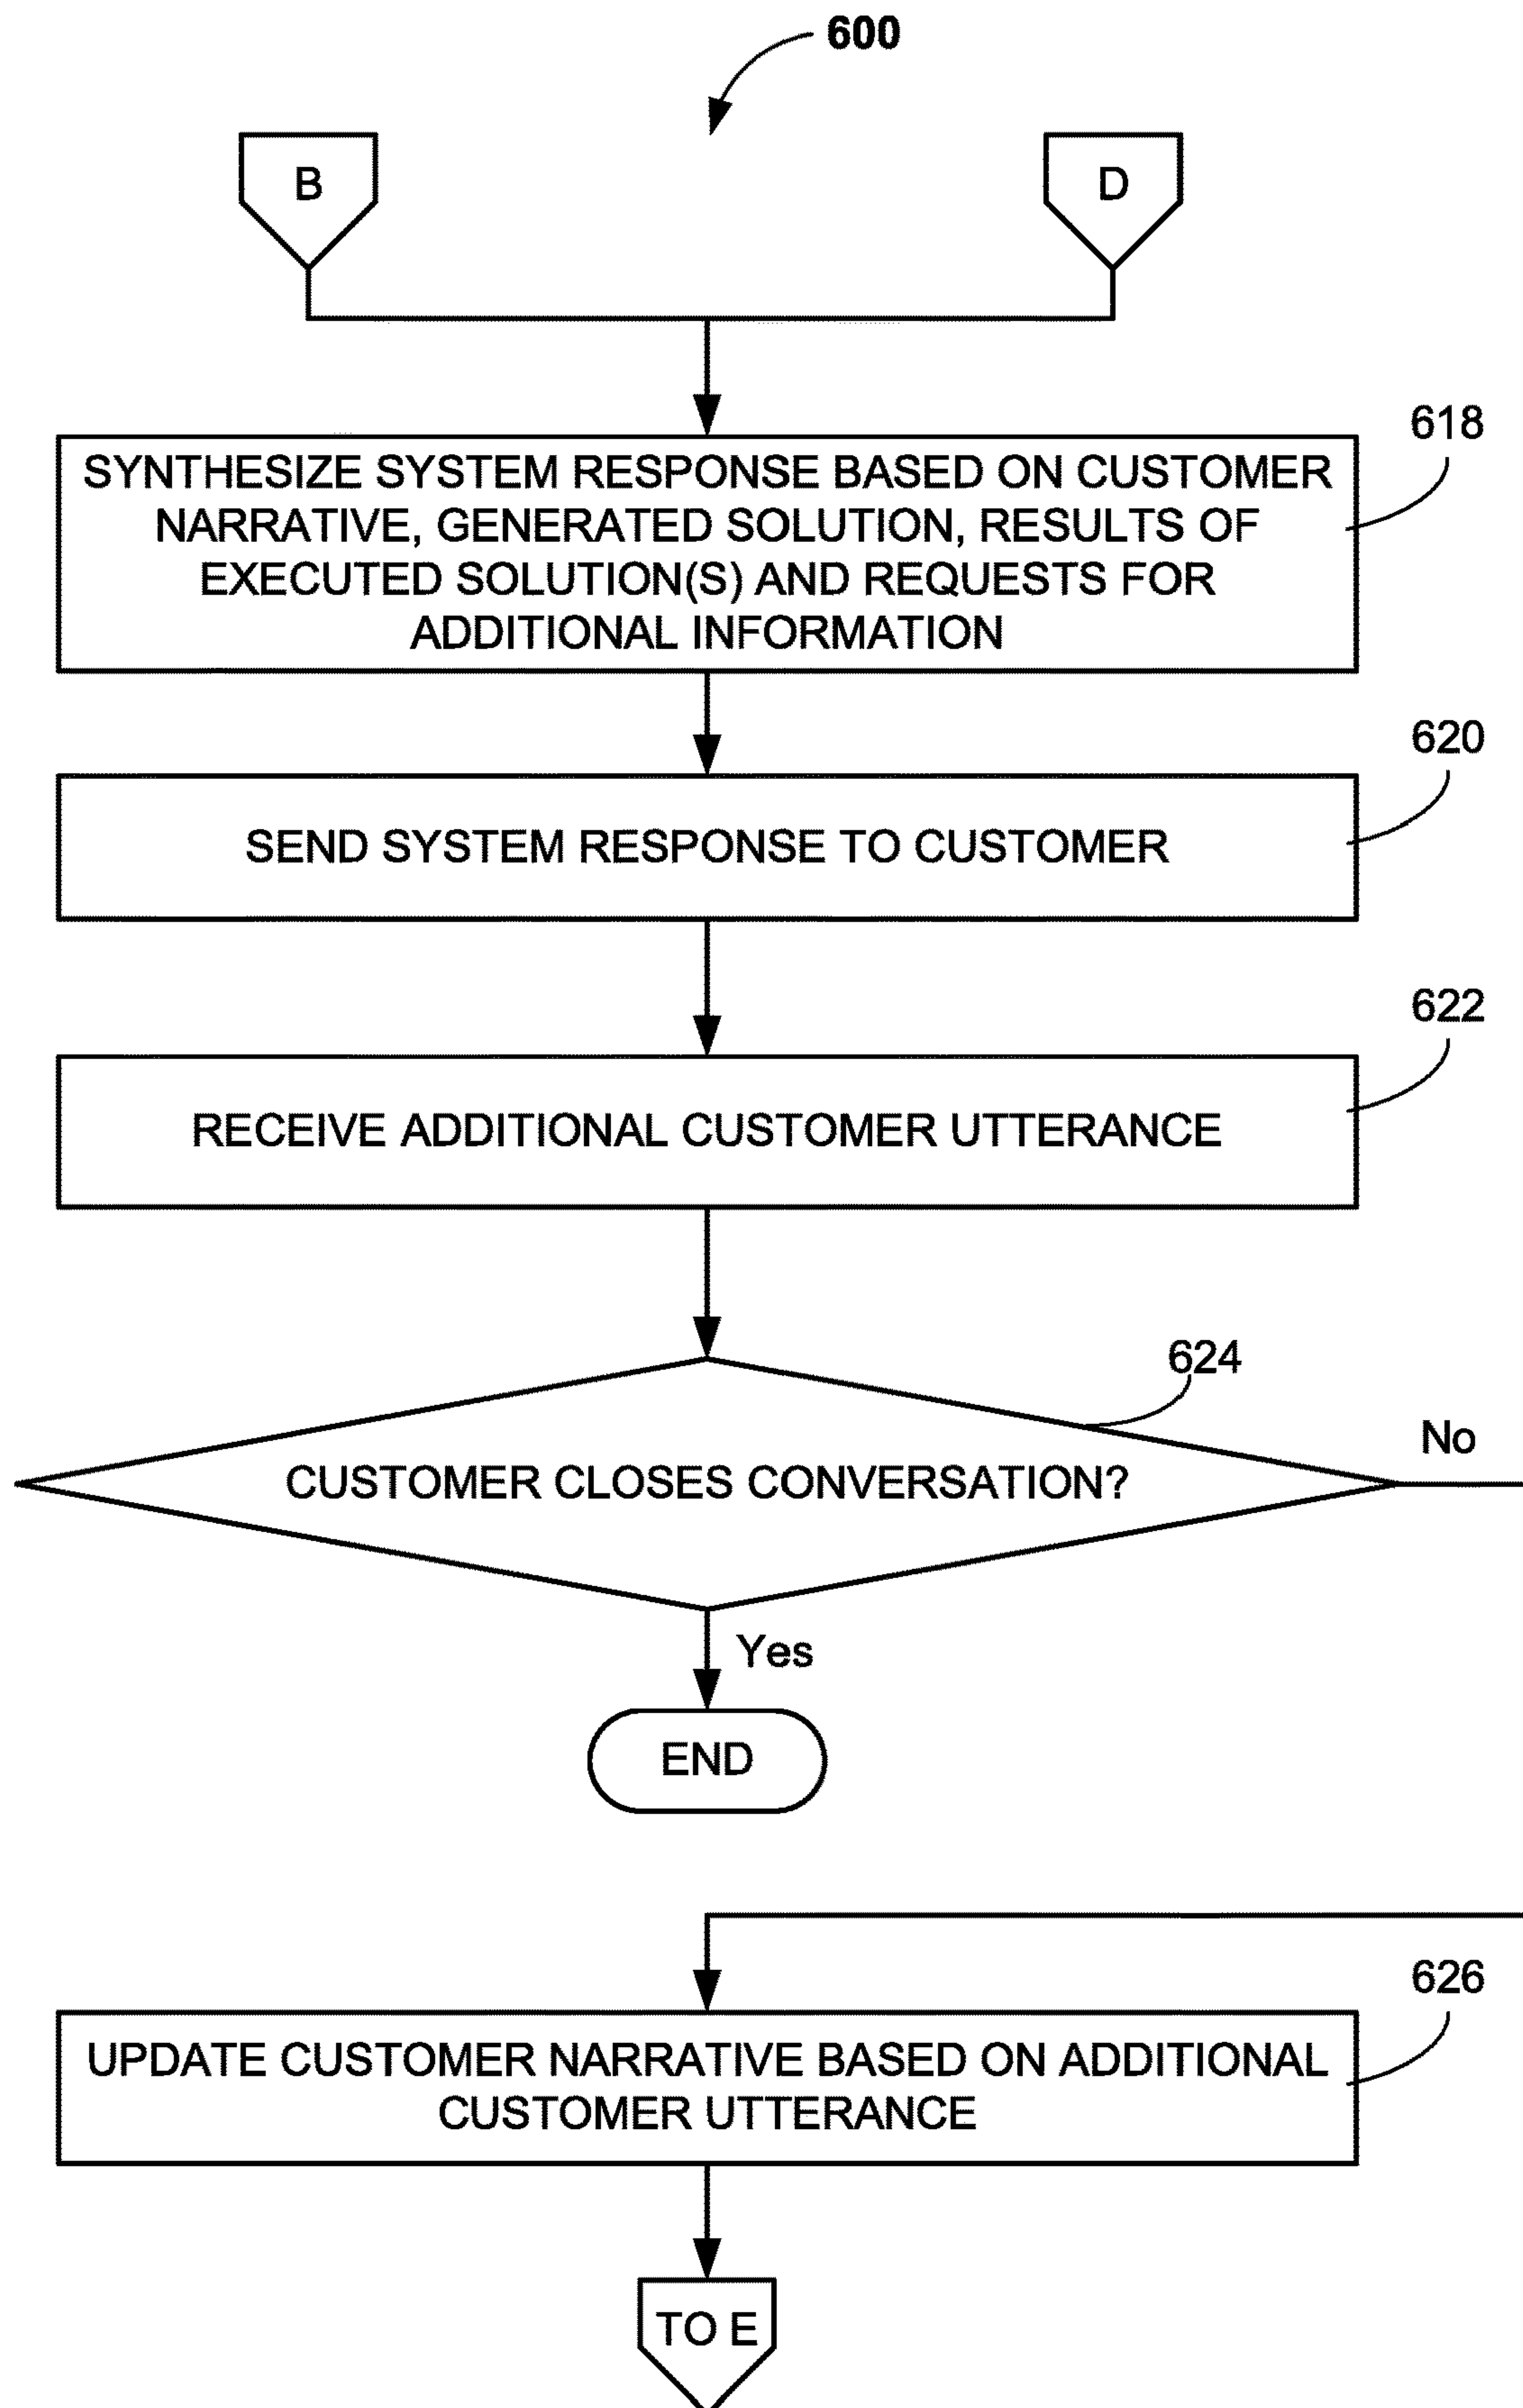 600
B
D
618
SYNTHESIZE SYSTEM RESPONSE BASED ON CUSTOMER
NARRATIVE, GENERATED SOLUTION, RESULTS OF
EXECUTED SOLUTION(S) AND REQUESTS FOR
ADDITIONAL INFORMATION
620
SEND SYSTEM RESPONSE TO CUSTOMER
622
RECEIVE ADDITIONAL CUSTOMER UTTERANCE
624
No
CUSTOMER CLOSES CONVERSATION?
Yes
END
626
UPDATE CUSTOMER NARRATIVE BASED ON ADDITIONAL
CUSTOMER UTTERANCE
TO E